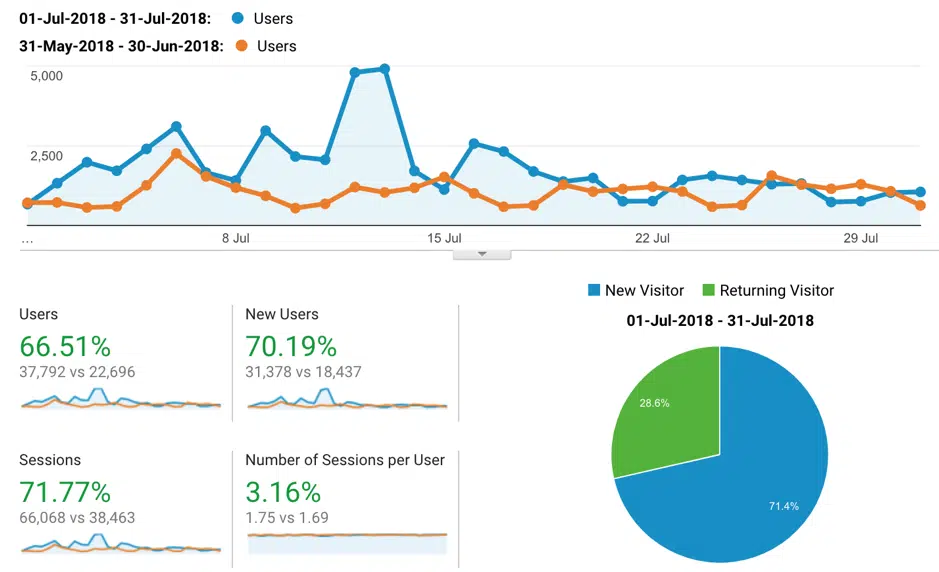 01-Jul-2018 - 31-Jul-2018: Users
31-May-2018 - 30-Jun-2018: Users
5,000
2,500
... 8 Jul 15 Jul 22 Jul 29 Jul
New Visitor Returning Visitor
01-Jul-2018 - 31-Jul-2018
28.6%
71.4%
Users
66.51%
37,792 vs 22,696
New Users
70.19%
31,378 vs 18,437
Sessions
71.77%
66,068 vs 38,463
Number of Sessions per User
3.16%
1.75 vs 1.69